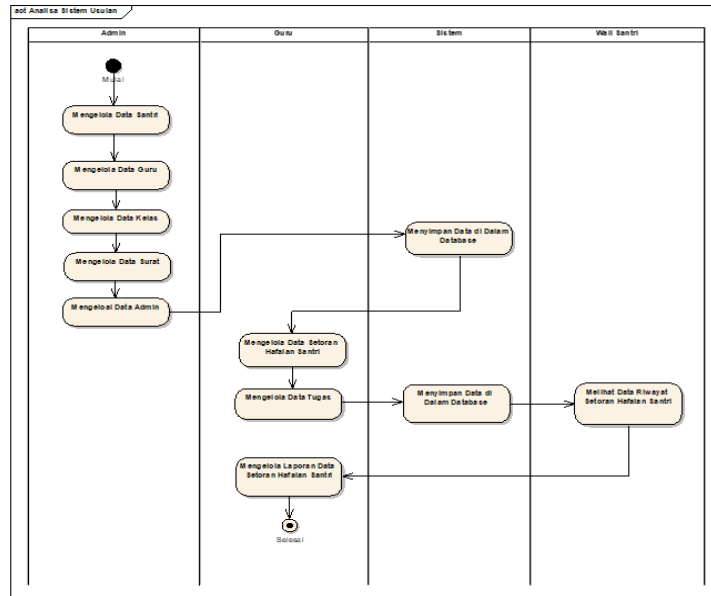 act Analisa Sistem Usulan
Admin
Guru
Sistem
Wali Santri
Mulai
Mengelola Data Santri
Mengelola Data Guru
Mengelola Data Kelas
Mengelola Data Surat
Mengeloal Data Admin
Menyimpan Data di Dalam
Database
Mengelola Data Setoran
Hafalan Santri
Mengelola Data Tugas
Menyimpan Data di
Dalam Database
Melihat Data Riwayat
Setoran Hafalan Santri
Mengelola Laporan Data
Setoran Hafalan Santri
Selesai